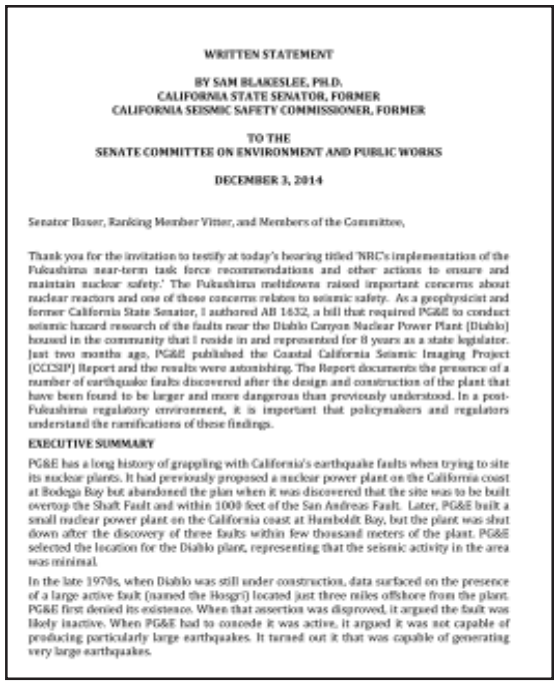 WRITTEN STATEMENT
BY SAM BLAKESLEE, PH.D.
CALIFORNIA STATE SENATOR, FORMER
CALIFORNIA SEISMIC SAFETY COMMISSIONER, FORMER
TO THE
SENATE COMMITTEE ON ENVIRONMENT AND PUBLIC WORKS
DECEMBER 3, 2014
Senator Boxer, Ranking Member Vitter, and Members of the Committee,
Thank you for the invitation to testify at today's hearing titled 'NRC's implementation of the
Fukushima near-term task force recommendations and other actions to ensure and
maintain nuclear safety.' The Fukushima meltdowns raised important concerns about
nuclear reactors and one of those concerns relates to seismic safety. As a geophysicist and
former California State Senator, I authored AB 1632, a bill that required PG&E to conduct
seismic hazard research of the faults near the Diablo Canyon Nuclear Power Plant (Diablo)
housed in the community that I reside in and represented for 8 years as a state legislator.
Just two months ago, PG&E published the Coastal California Seismic Imaging Project
(CCCSIP) Report and the results were astonishing. The Report documents the presence of a
number of earthquake faults discovered after the design and construction of the plant that
have been found to be larger and more dangerous than previously understood. In a post-
Fukushima regulatory environment, it is important that policymakers and regulators
understand the ramifications of these findings.
EXECUTIVE SUMMARY
PG&E has a long history of grappling with California's earthquake faults when trying to site
its nuclear plants. It had previously proposed a nuclear power plant on the California coast
at Bodega Bay but abandoned the plan when it was discovered that the site was to be built
overtop the Shaft Fault and within 1000 feet of the San Andreas Fault. Later, PG&E built a
small nuclear power plant on the California coast at Humboldt Bay, but the plant was shut
down after the discovery of three faults within few thousand meters of the plant. PG&E
selected the location for the Diablo plant, representing that the seismic activity in the area
was minimal.
In the late 1970s, when Diablo was still under construction, data surfaced on the presence
of a large active fault (named the Hosgri) located just three miles offshore from the plant.
PG&E first denied its existence. When that assertion was disproved, it argued the fault was
likely inactive. When PG&E had to concede it was active, it argued it was not capable of
producing particularly large earthquakes. It turned out it that was capable of generating
very large earthquakes.